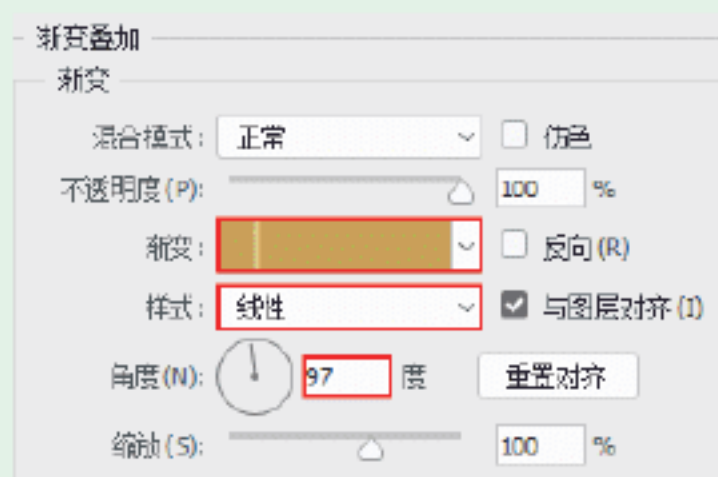 渐变叠加
渐变
混合模式: 正常 仿色
不透明度(P): 100 %
渐变: 反向(R)
样式: 线性 与图层对齐(I)
角度(N): 97 度 重置对齐
缩放(S): 100 %